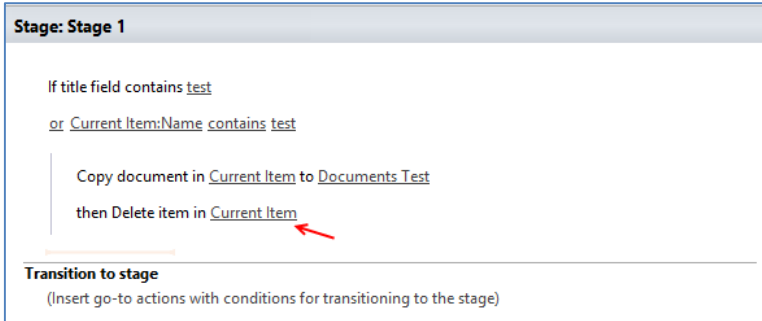 Stage: Stage 1
If title field contains test
or Current Item:Name contains test
Copy document in Current Item to Documents Test
then Delete item in Current Item
Transition to stage
(Insert go-to actions with conditions for transitioning to the stage)